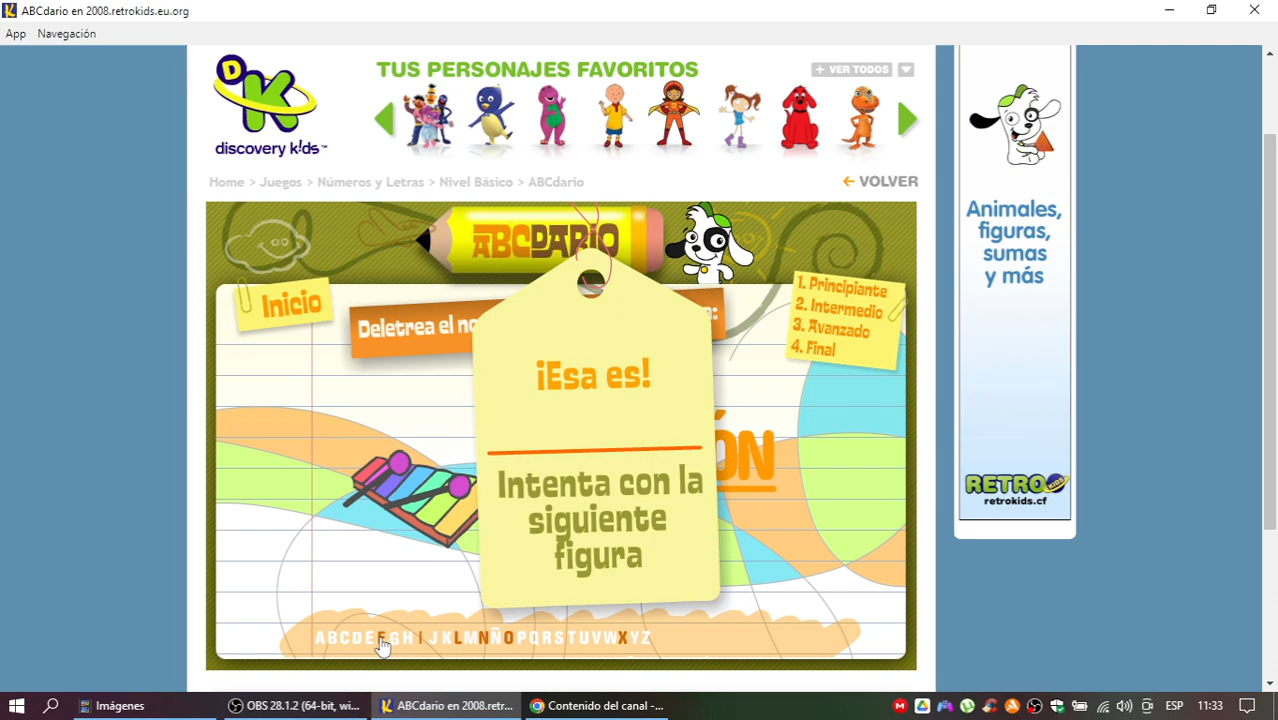 ABCdario en 2008.retrokids.eu.org
App Navegación
D
K
discovery k!ds™
TUS PERSONAJES FAVORITOS
+ VER TODOS
Home > Juegos > Números y Letras > Nivel Básico > ABCdario
VOLVER
ABCDARIO
Inicio
1. Principiante
2. Intermedio
3. Avanzado
4. Final
Deletrea el no
:
¡Esa es!
ÓN
Intenta con la
siguiente
figura
A B C D E F G H I J K L M N Ñ O P Q R S T U V W X Y Z
Animales,
figuras,
sumas
y más
RETRO KIDS
retrokids.cf
Imágenes
OBS 28.1.2 (64-bit, wi...
ABCdario en 2008.retr...
Contenido del canal -...
ESP
11:33